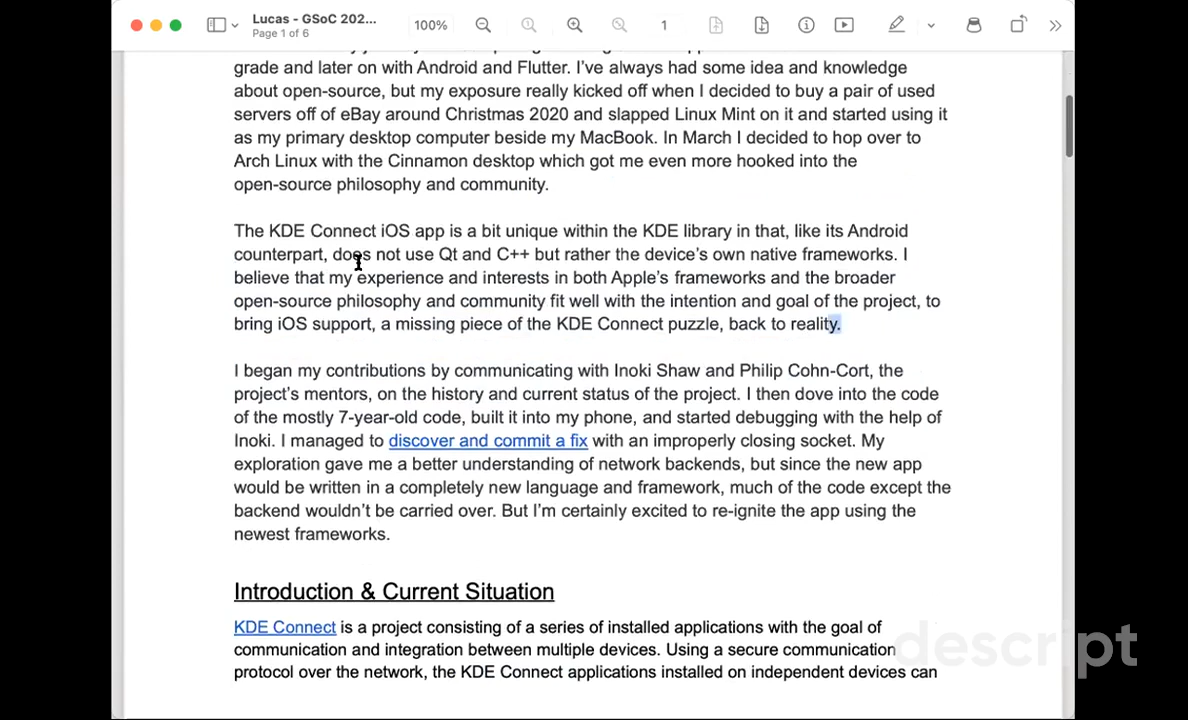 Lucas - GSoC 202...
Page 1 of 6
100%
1
grade and later on with Android and Flutter. I've always had some idea and knowledge
about open-source, but my exposure really kicked off when I decided to buy a pair of used
servers off of eBay around Christmas 2020 and slapped Linux Mint on it and started using it
as my primary desktop computer beside my MacBook. In March I decided to hop over to
Arch Linux with the Cinnamon desktop which got me even more hooked into the
open-source philosophy and community.
The KDE Connect iOS app is a bit unique within the KDE library in that, like its Android
counterpart, does not use Qt and C++ but rather the device's own native frameworks. I
believe that my experience and interests in both Apple's frameworks and the broader
open-source philosophy and community fit well with the intention and goal of the project, to
bring iOS support, a missing piece of the KDE Connect puzzle, back to reality.
I began my contributions by communicating with Inoki Shaw and Philip Cohn-Cort, the
project's mentors, on the history and current status of the project. I then dove into the code
of the mostly 7-year-old code, built it into my phone, and started debugging with the help of
Inoki. I managed to discover and commit a fix with an improperly closing socket. My
exploration gave me a better understanding of network backends, but since the new app
would be written in a completely new language and framework, much of the code except the
backend wouldn't be carried over. But I'm certainly excited to re-ignite the app using the
newest frameworks.
Introduction & Current Situation
KDE Connect is a project consisting of a series of installed applications with the goal of
communication and integration between multiple devices. Using a secure communication
protocol over the network, the KDE Connect applications installed on independent devices can
descript